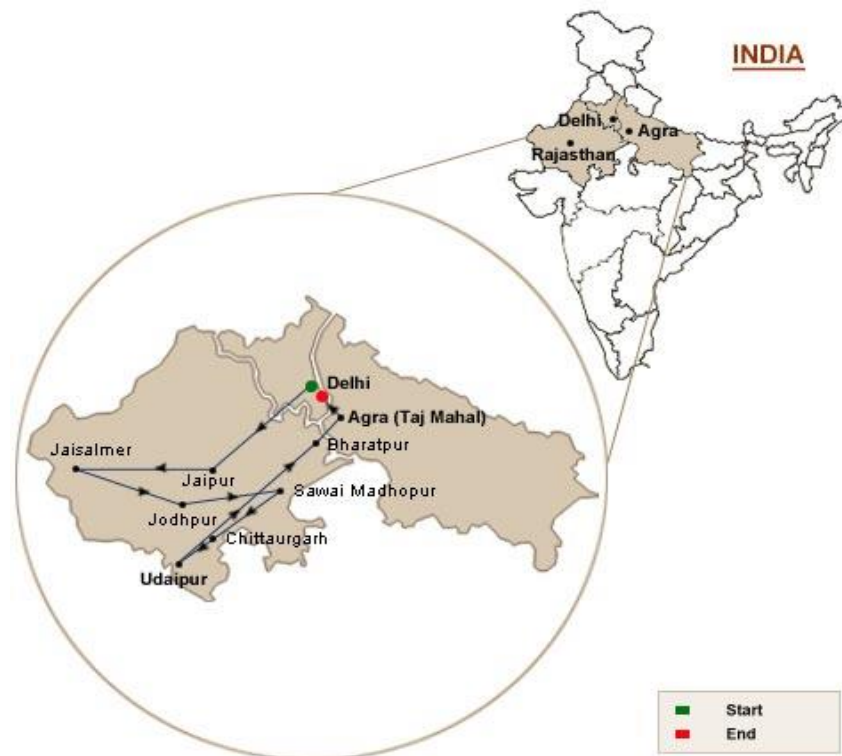 INDIA
Delhi
Agra
Rajasthan
Delhi
Agra (Taj Mahal)
Bharatpur
Jaisalmer
Jaipur
Sawai Madhopur
Jodhpur
Chittaurgarh
Udaipur
Start
End